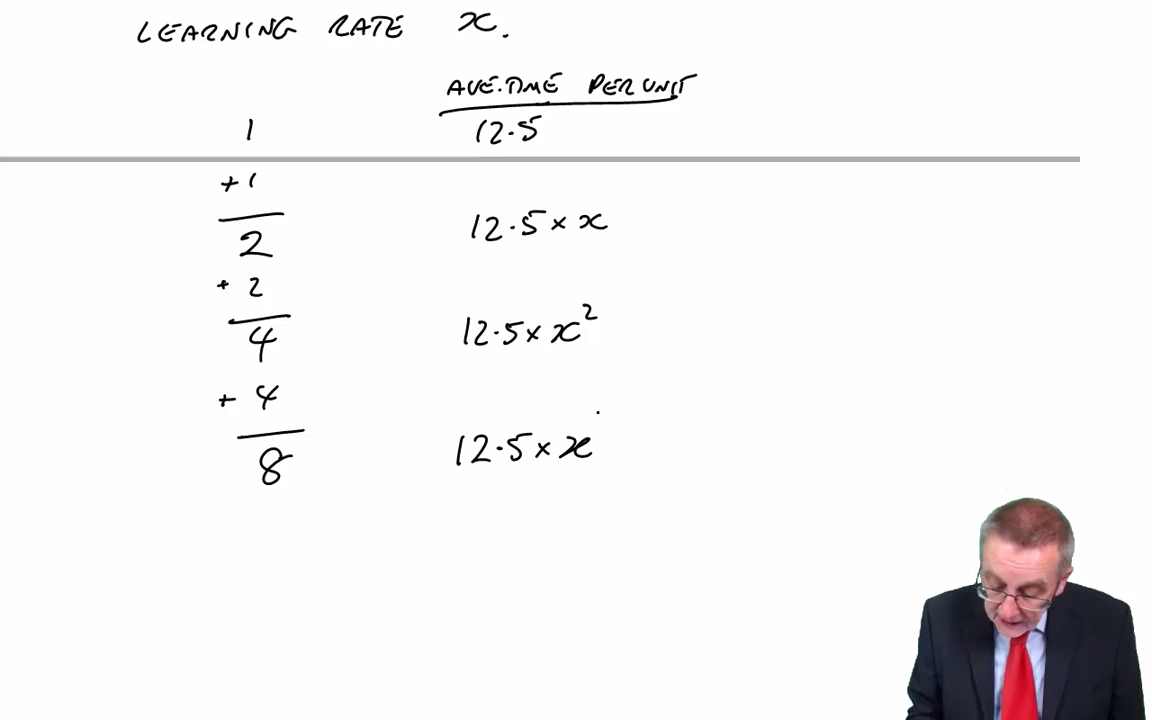 LEARNING RATE x.
AVE.TIME PER UNIT
1 12.5
+1
2 12.5 × x
+ 2
4 12.5 × x²
+ 4
8 12.5 × x